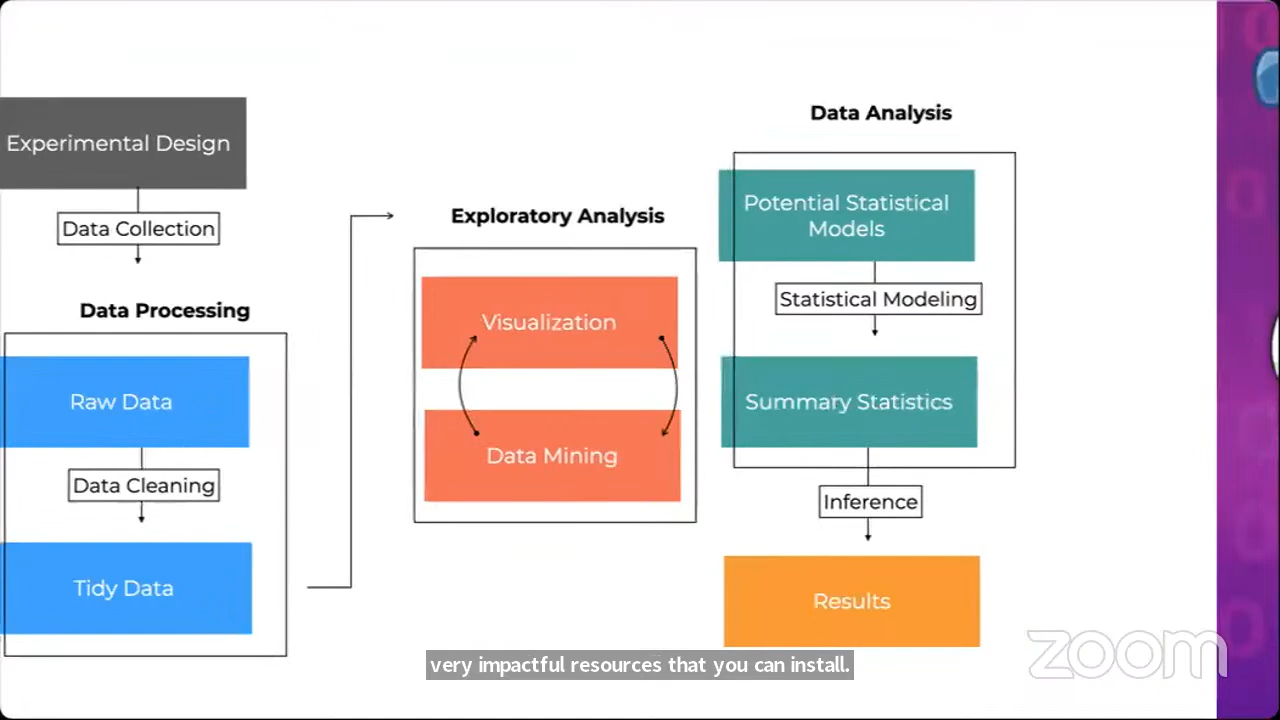 Experimental Design
Data Collection
Data Processing
Raw Data
Data Cleaning
Tidy Data
Exploratory Analysis
Visualization
Data Mining
Data Analysis
Potential Statistical
Models
Statistical Modeling
Summary Statistics
Inference
Results
very impactful resources that you can install.
zoom